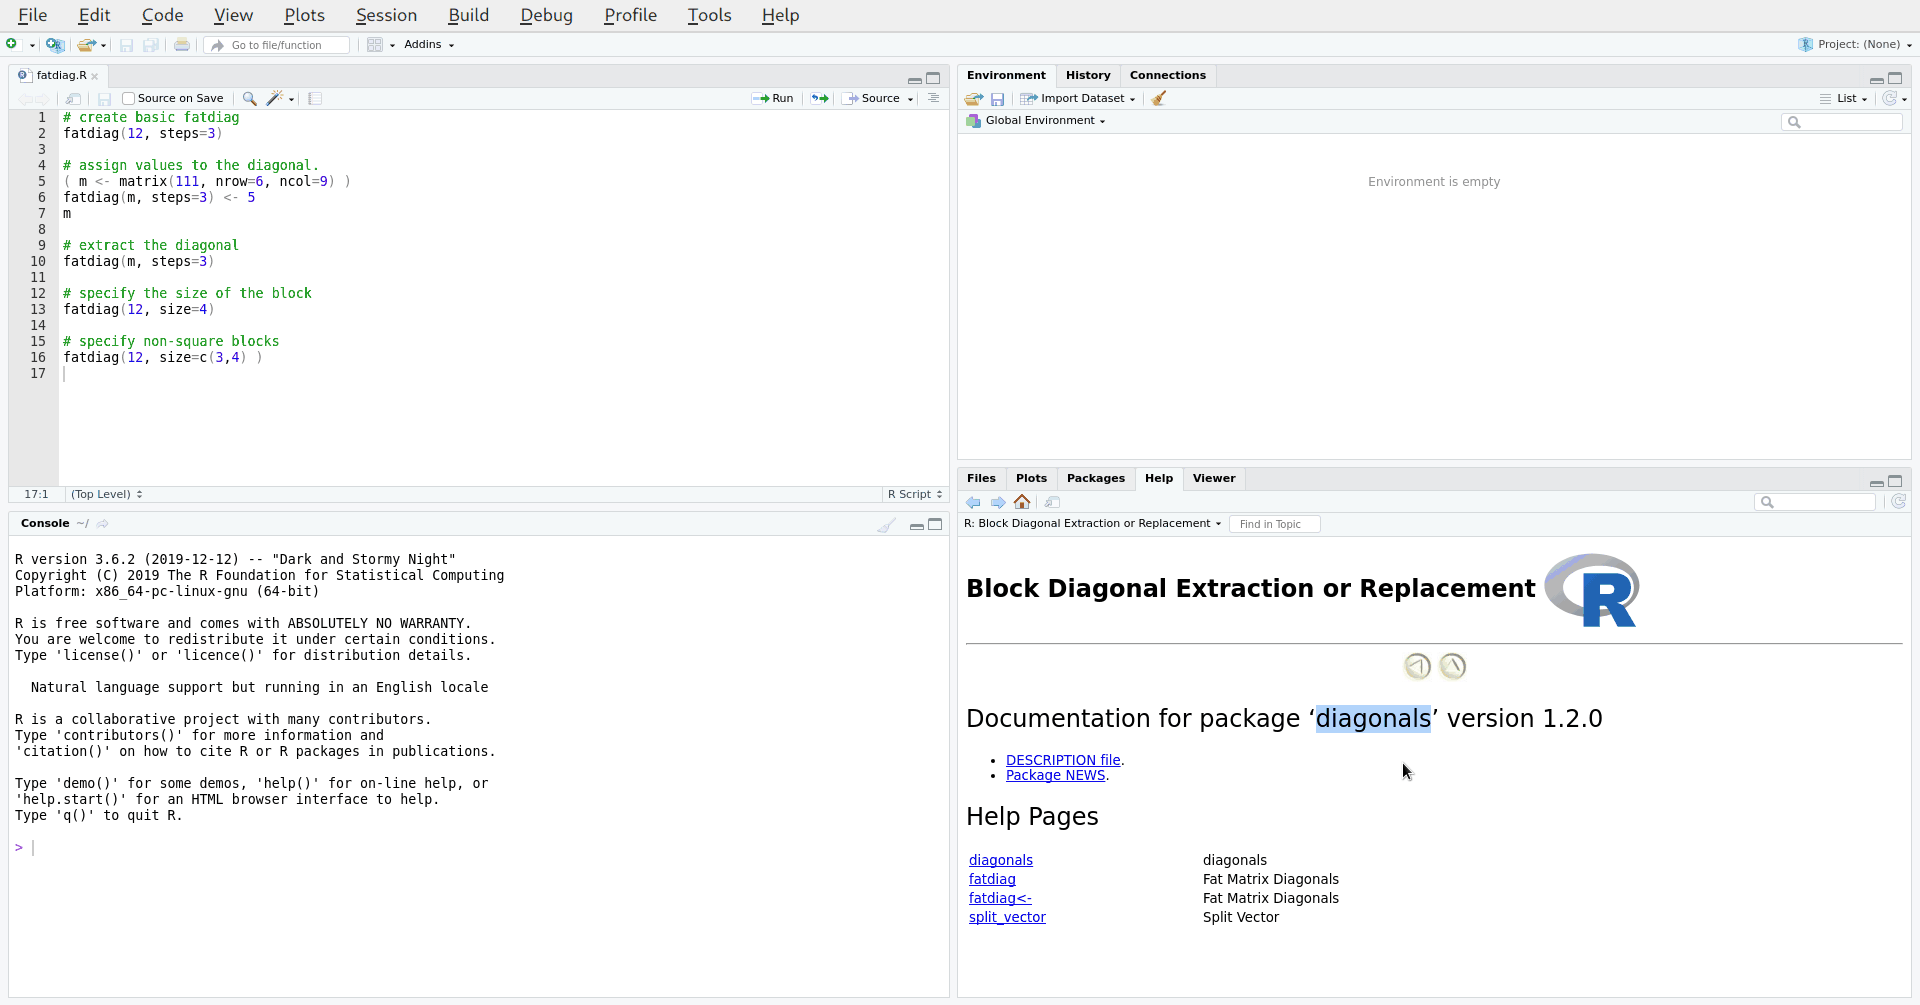 File Edit Code View Plots Session Build Debug Profile Tools Help
Go to file/function Addins Project: (None)
fatdiag.R
Source on Save Run Source
1 # create basic fatdiag
2 fatdiag(12, steps=3)
3
4 # assign values to the diagonal.
5 ( m <- matrix(111, nrow=6, ncol=9) )
6 fatdiag(m, steps=3) <- 5
7 m
8
9 # extract the diagonal
10 fatdiag(m, steps=3)
11
12 # specify the size of the block
13 fatdiag(12, size=4)
14
15 # specify non-square blocks
16 fatdiag(12, size=c(3,4) )
17
17:1 (Top Level) R Script
Console ~/
R version 3.6.2 (2019-12-12) -- "Dark and Stormy Night"
Copyright (C) 2019 The R Foundation for Statistical Computing
Platform: x86_64-pc-linux-gnu (64-bit)
R is free software and comes with ABSOLUTELY NO WARRANTY.
You are welcome to redistribute it under certain conditions.
Type 'license()' or 'licence()' for distribution details.
Natural language support but running in an English locale
R is a collaborative project with many contributors.
Type 'contributors()' for more information and
'citation()' on how to cite R or R packages in publications.
Type 'demo()' for some demos, 'help()' for on-line help, or
'help.start()' for an HTML browser interface to help.
Type 'q()' to quit R.
>
Environment History Connections
Import Dataset List
Global Environment
Environment is empty
Files Plots Packages Help Viewer
R: Block Diagonal Extraction or Replacement Find in Topic
Block Diagonal Extraction or Replacement R
Documentation for package ‘diagonals’ version 1.2.0
• DESCRIPTION file.
• Package NEWS.
Help Pages
diagonals diagonals
fatdiag Fat Matrix Diagonals
fatdiag<- Fat Matrix Diagonals
split_vector Split Vector